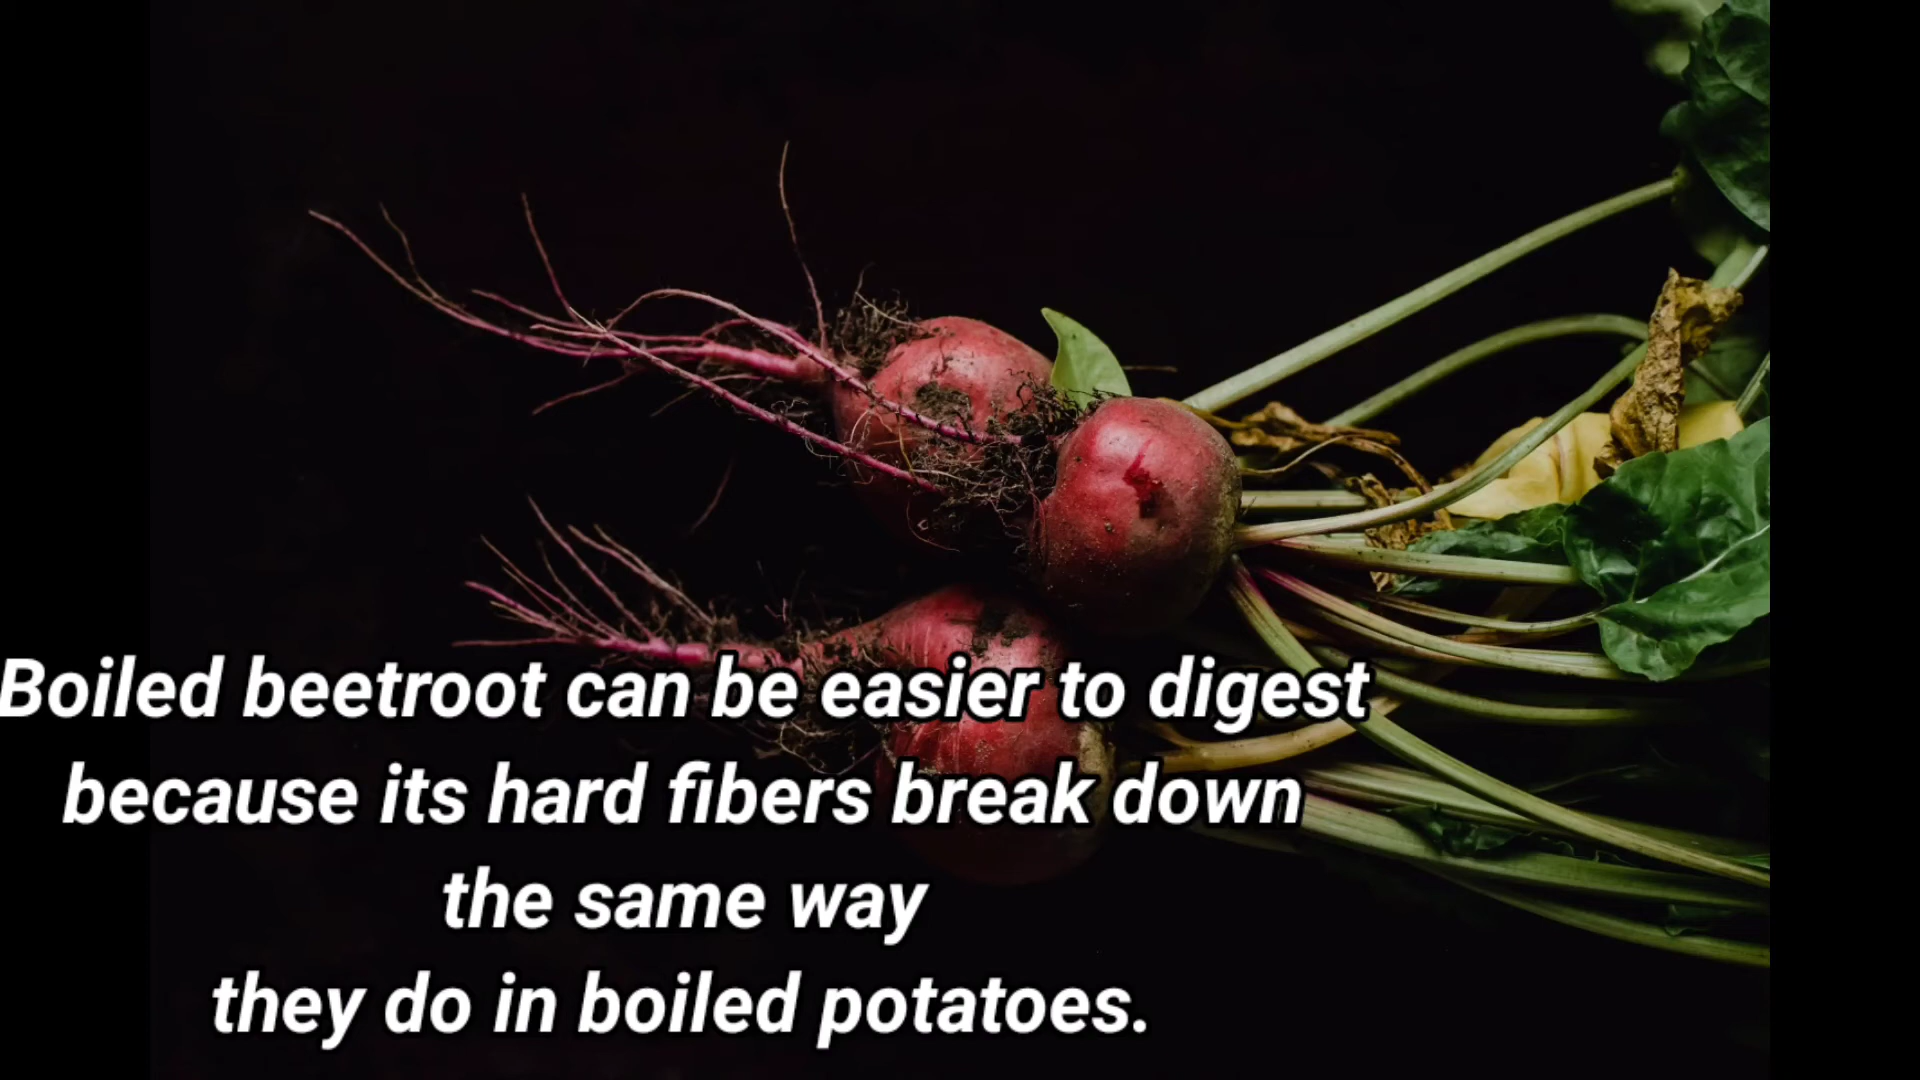 Boiled beetroot can be easier to digest
because its hard fibers break down
the same way
they do in boiled potatoes.